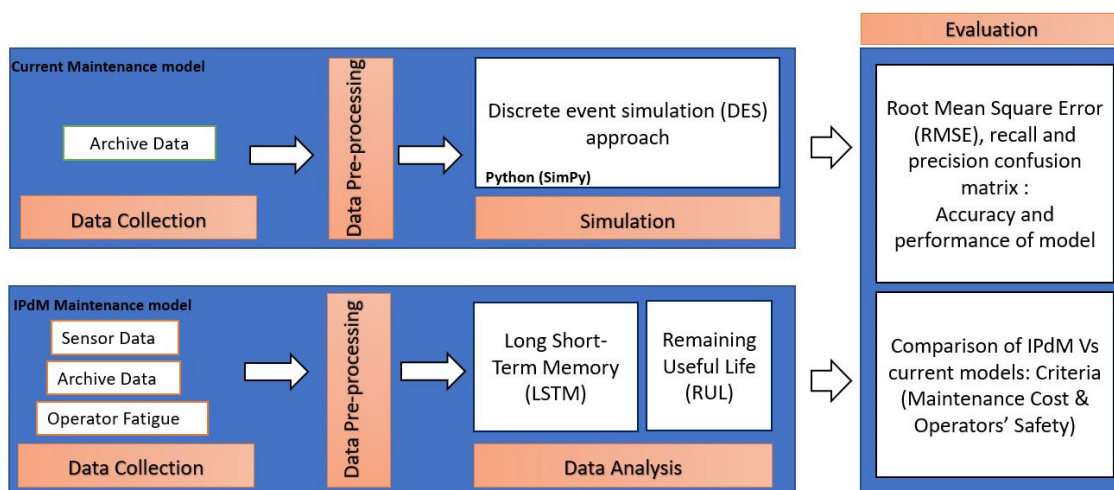 Current Maintenance model
Archive Data
Data Collection
Data Pre-processing
Discrete event simulation (DES)
approach
Python (SimPy)
Simulation
IPdM Maintenance model
Sensor Data
Archive Data
Operator Fatigue
Data Collection
Data Pre-processing
Long Short-
Term Memory
(LSTM)
Remaining
Useful Life
(RUL)
Data Analysis
Evaluation
Root Mean Square Error
(RMSE), recall and
precision confusion
matrix :
Accuracy and
performance of model
Comparison of IPdM Vs
current models: Criteria
(Maintenance Cost &
Operators' Safety)